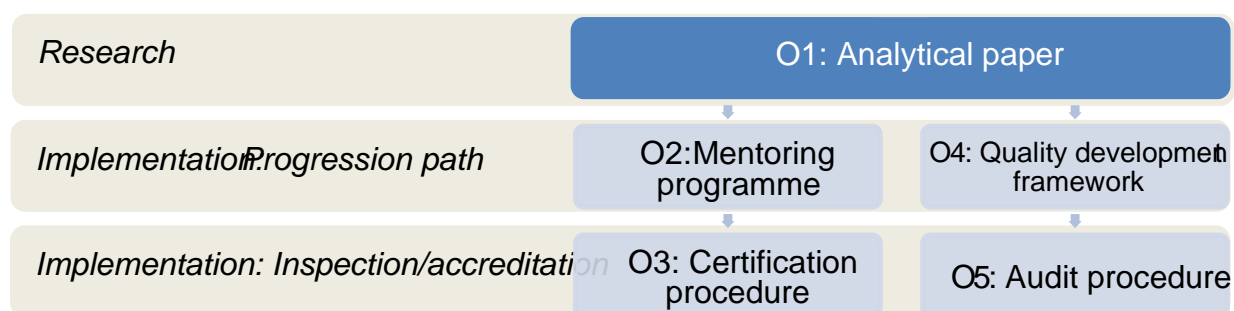 Research
O1: Analytical paper
Implementation: Progression path
O2:Mentoring
programme
O4: Quality development
framework
Implementation: Inspection/accreditation
O3: Certification
procedure
O5: Audit procedure